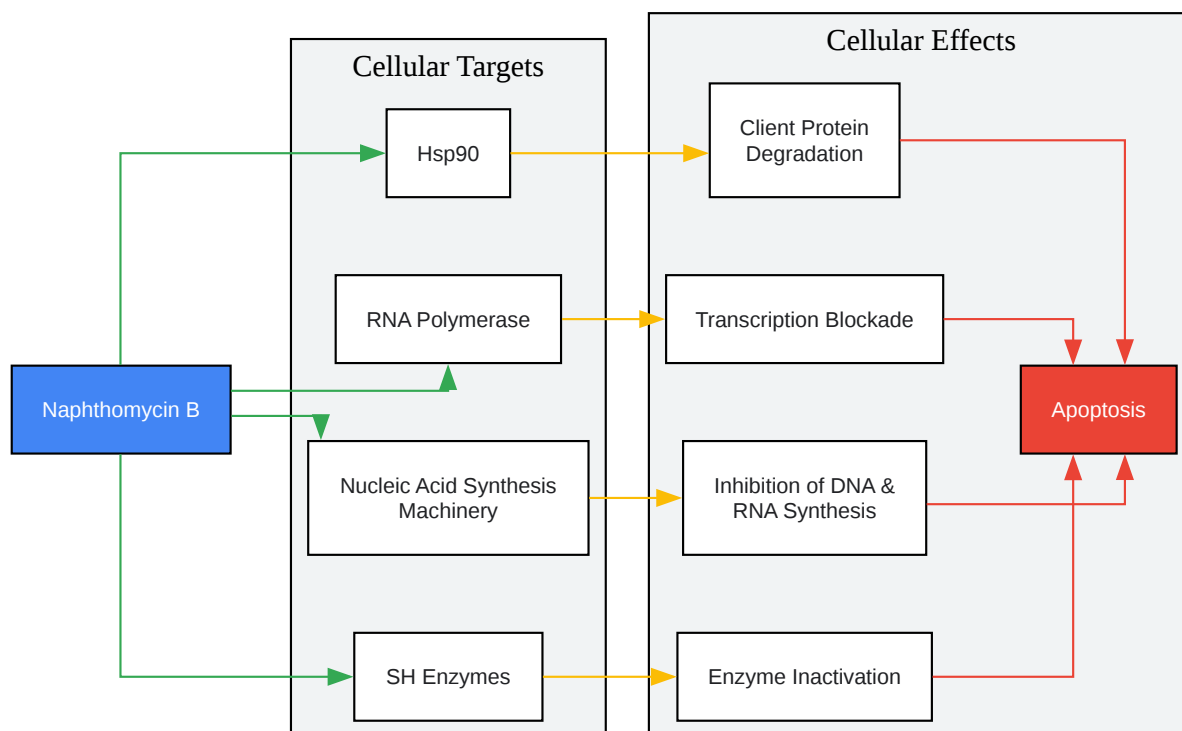 Cellular Targets
Cellular Effects
Hsp90
Client Protein
Degradation
RNA Polymerase
Transcription Blockade
Naphthomycin B
Apoptosis
Nucleic Acid Synthesis
Machinery
Inhibition of DNA &
RNA Synthesis
SH Enzymes
Enzyme Inactivation